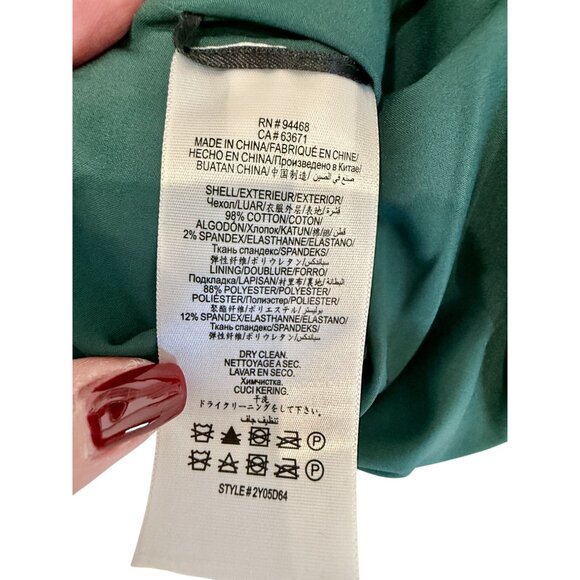 RN# 94468
CA# 63671
MADE IN CHINA/FABRIQUÉ EN CHINE/
HECHO EN CHINA/Произведено в Китае/
BUATAN CHINA/中国制造/ صنع في الصين
SHELL/EXTERIEUR/EXTERIOR/
Чехол/LUAR/衣服外层/表地/قشرة/
98% COTTON/COTON/
ALGODÓN/Хлопок/KATUN/棉/綿/قطن/
2% SPANDEX/ELASTHANNE/ELASTANO/
Ткань спандекс/SPANDEKS/
弹性纤维/ポリウレタン/سباندكس/
LINING/DOUBLURE/FORRO/
Подкладка/LAPISAN/衬里布/裏地/البطانة/
88% POLYESTER/POLYESTER/
POLIÉSTER/Полиэстер/POLIESTER/
聚酯纤维/ポリエステル/بوليستر/
12% SPANDEX/ELASTHANNE/ELASTANO/
Ткань спандекс/SPANDEKS/
弹性纤维/ポリウレタン/سباندكس/
DRY CLEAN.
NETTOYAGE A SEC.
LAVAR EN SECO.
Химчистка.
CUCI KERING
干洗
ドライクリーニングをして下さい.
تنظيف جاف
P
P
STYLE#2Y05D64